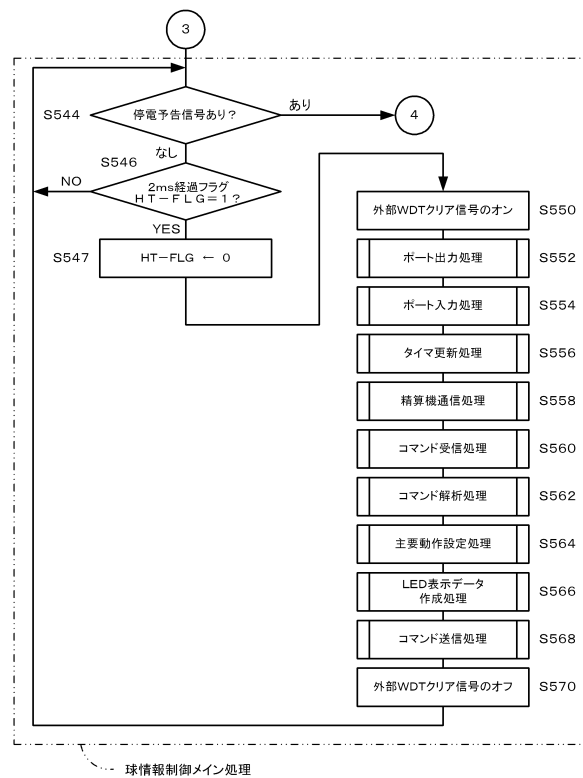 3
S544
停電予告信号あり？
あり
4
なし
S546
NO
2ms経過フラグ
HT－FLG＝1？
YES
S547
HT－FLG ← 0
外部WDTクリア信号のオン
S550
ポート出力処理
S552
ポート入力処理
S554
タイマ更新処理
S556
精算機通信処理
S558
コマンド受信処理
S560
コマンド解析処理
S562
主要動作設定処理
S564
LED表示データ
作成処理
S566
コマンド送信処理
S568
外部WDTクリア信号のオフ
S570
球情報制御メイン処理